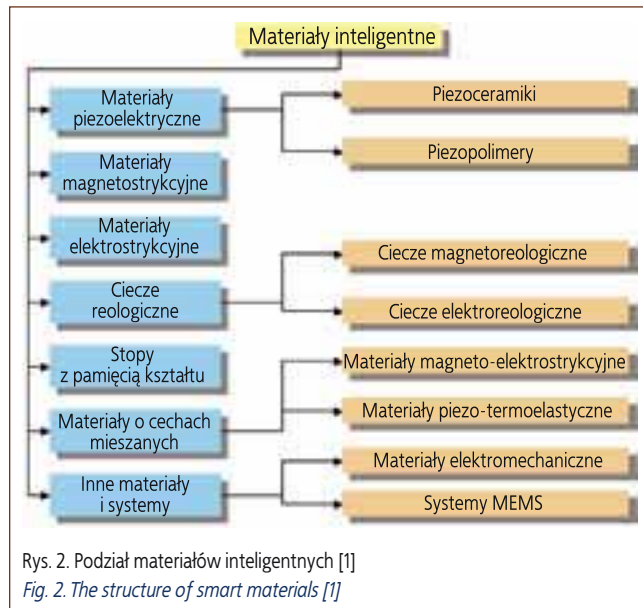 Materiały inteligentne
Materiały
piezoelektryczne
Piezoceramiki
Piezopolimery
Materiały
magnetostrykcyjne
Materiały
elektrostrykcyjne
Ciecze
reologiczne
Ciecze magnetoreologiczne
Ciecze elektroreologiczne
Stopy
z pamięcią kształtu
Materiały o cechach
mieszanych
Materiały magneto-elektrostrykcyjne
Materiały piezo-termoelastyczne
Inne materiały
i systemy
Materiały elektromechaniczne
Systemy MEMS
Rys. 2. Podział materiałów inteligentnych [1]
Fig. 2. The structure of smart materials [1]